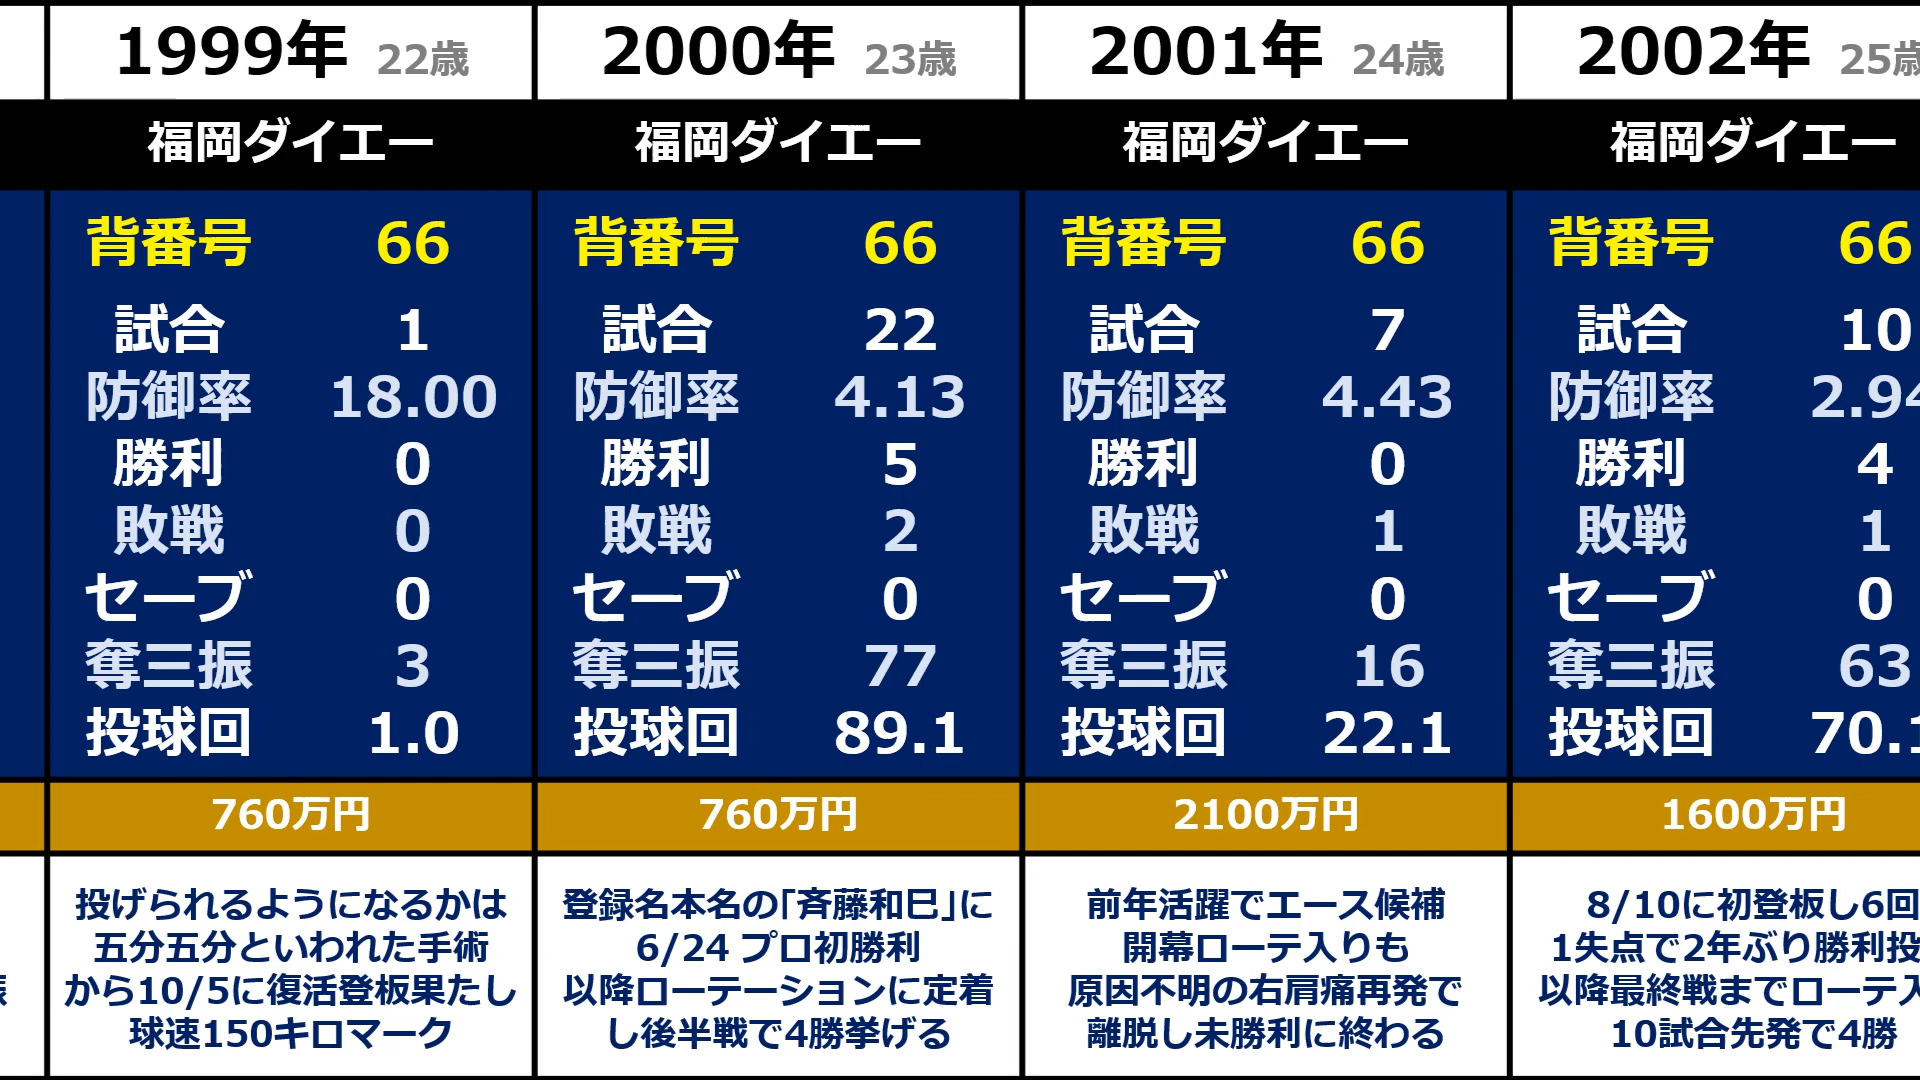 1999年 22歳
福岡ダイエー
背番号 66
試合 1
防御率 18.00
勝利 0
敗戦 0
セーブ 0
奪三振 3
投球回 1.0
760万円
投げられるようになるかは
五分五分といわれた手術
から10/5に復活登板果たし
球速150キロマーク
2000年 23歳
福岡ダイエー
背番号 66
試合 22
防御率 4.13
勝利 5
敗戦 2
セーブ 0
奪三振 77
投球回 89.1
760万円
登録名本名の｢斉藤和巳｣に
6/24 プロ初勝利
以降ローテーションに定着
し後半戦で4勝挙げる
2001年 24歳
福岡ダイエー
背番号 66
試合 7
防御率 4.43
勝利 0
敗戦 1
セーブ 0
奪三振 16
投球回 22.1
2100万円
前年活躍でエース候補
開幕ローテ入りも
原因不明の右肩痛再発で
離脱し未勝利に終わる
2002年 25歳
福岡ダイエー
背番号 66
試合 10
防御率 2.94
勝利 4
敗戦 1
セーブ 0
奪三振 63
投球回 70.1
1600万円
8/10に初登板し6回
1失点で2年ぶり勝利投
以降最終戦までローテ入
10試合先発で4勝